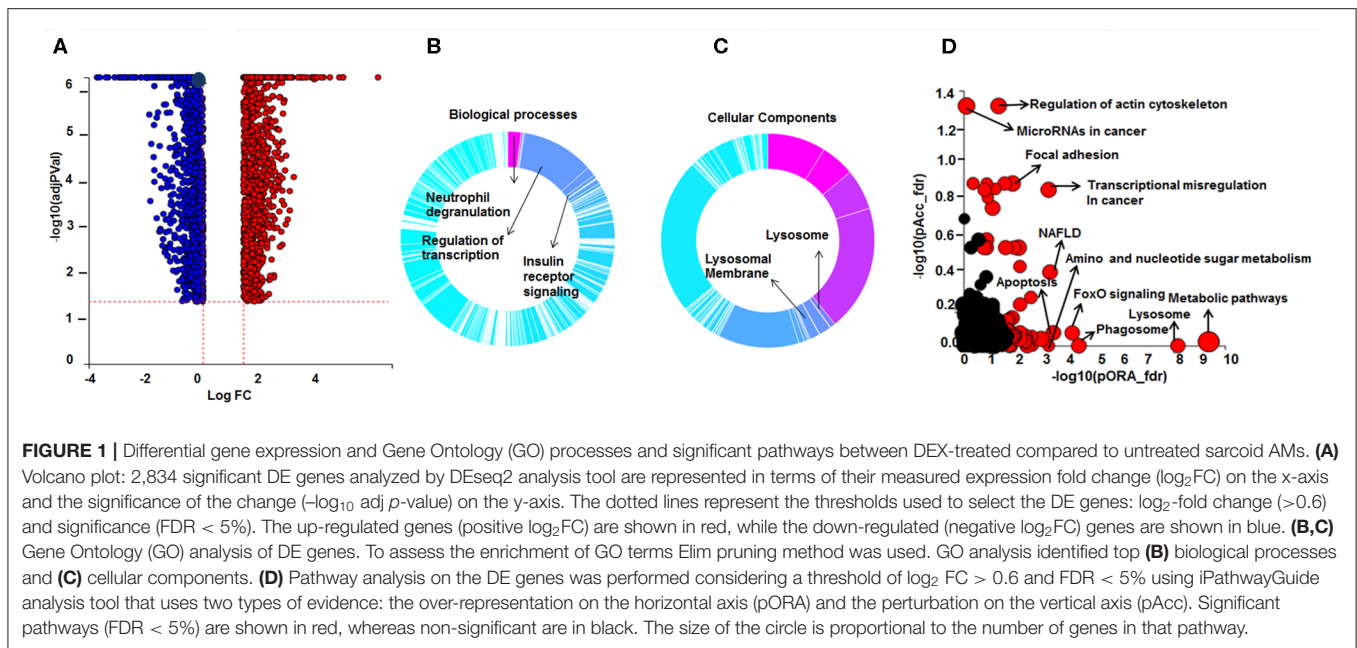 A
B
C
D
6
5
4
3
2
1
0
-4
-2
0
2
4
-log10(adjPVal)
Log FC
Biological processes
Neutrophil
degranulation
Regulation of
transcription
Insulin
receptor
signaling
Cellular Components
Lysosome
Lysosomal
Membrane
1.4
1.2
1.0
0.8
0.6
0.4
0.2
0.0
0
1
2
3
4
5
6
7
8
9
10
-log10(pAcc_fdr)
-log10(pORA_fdr)
Regulation of actin cytoskeleton
MicroRNAs in cancer
Focal adhesion
Transcriptional misregulation
In cancer
NAFLD
Amino and nucleotide sugar metabolism
Apoptosis
FoxO signaling
Metabolic pathways
Lysosome
Phagosome
FIGURE 1 | Differential gene expression and Gene Ontology (GO) processes and significant pathways between DEX-treated compared to untreated sarcoid AMs. (A)
Volcano plot: 2,834 significant DE genes analyzed by DEseq2 analysis tool are represented in terms of their measured expression fold change (log₂FC) on the x-axis
and the significance of the change (–log₁₀ adj p-value) on the y-axis. The dotted lines represent the thresholds used to select the DE genes: log₂-fold change (>0.6)
and significance (FDR < 5%). The up-regulated genes (positive log₂FC) are shown in red, while the down-regulated (negative log₂FC) genes are shown in blue. (B,C)
Gene Ontology (GO) analysis of DE genes. To assess the enrichment of GO terms Elim pruning method was used. GO analysis identified top (B) biological processes
and (C) cellular components. (D) Pathway analysis on the DE genes was performed considering a threshold of log₂ FC > 0.6 and FDR < 5% using iPathwayGuide
analysis tool that uses two types of evidence: the over-representation on the horizontal axis (pORA) and the perturbation on the vertical axis (pAcc). Significant
pathways (FDR < 5%) are shown in red, whereas non-significant are in black. The size of the circle is proportional to the number of genes in that pathway.